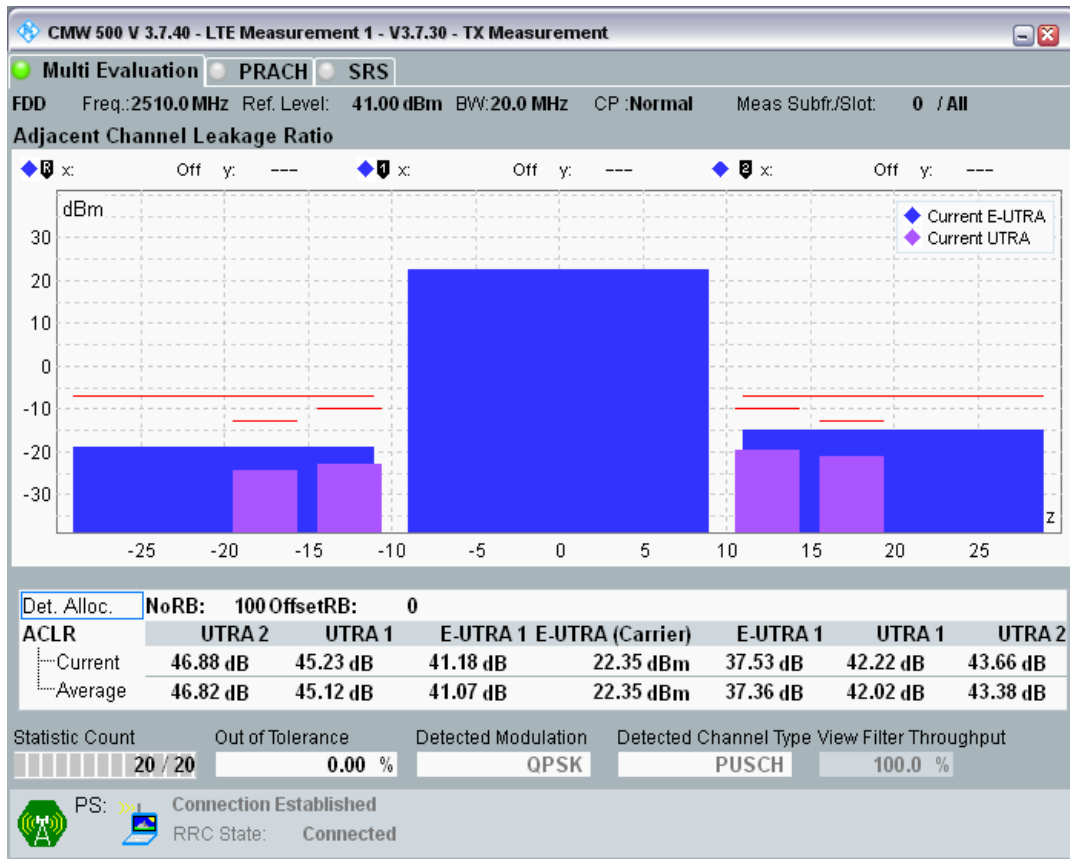 CMW 500 V 3.7.40 - LTE Measurement 1 - V3.7.30 - TX Measurement
Multi Evaluation PRACH SRS
FDD Freq.:2510.0 MHz Ref. Level: 41.00 dBm BW:20.0 MHz CP :Normal Meas Subfr./Slot: 0 / All
Adjacent Channel Leakage Ratio
R x: Off y: --- 1 x: Off y: --- 2 x: Off y: ---
dBm
Current E-UTRA
Current UTRA
30
20
10
0
-10
-20
-30
z
-25 -20 -15 -10 -5 0 5 10 15 20 25
Det. Alloc. NoRB: 100 OffsetRB: 0
ACLR UTRA 2 UTRA 1 E-UTRA 1 E-UTRA (Carrier) E-UTRA 1 UTRA 1 UTRA 2
Current 46.88 dB 45.23 dB 41.18 dB 22.35 dBm 37.53 dB 42.22 dB 43.66 dB
Average 46.82 dB 45.12 dB 41.07 dB 22.35 dBm 37.36 dB 42.02 dB 43.38 dB
Statistic Count Out of Tolerance Detected Modulation Detected Channel Type View Filter Throughput
20 / 20 0.00 % QPSK PUSCH 100.0 %
PS: Connection Established
RRC State: Connected